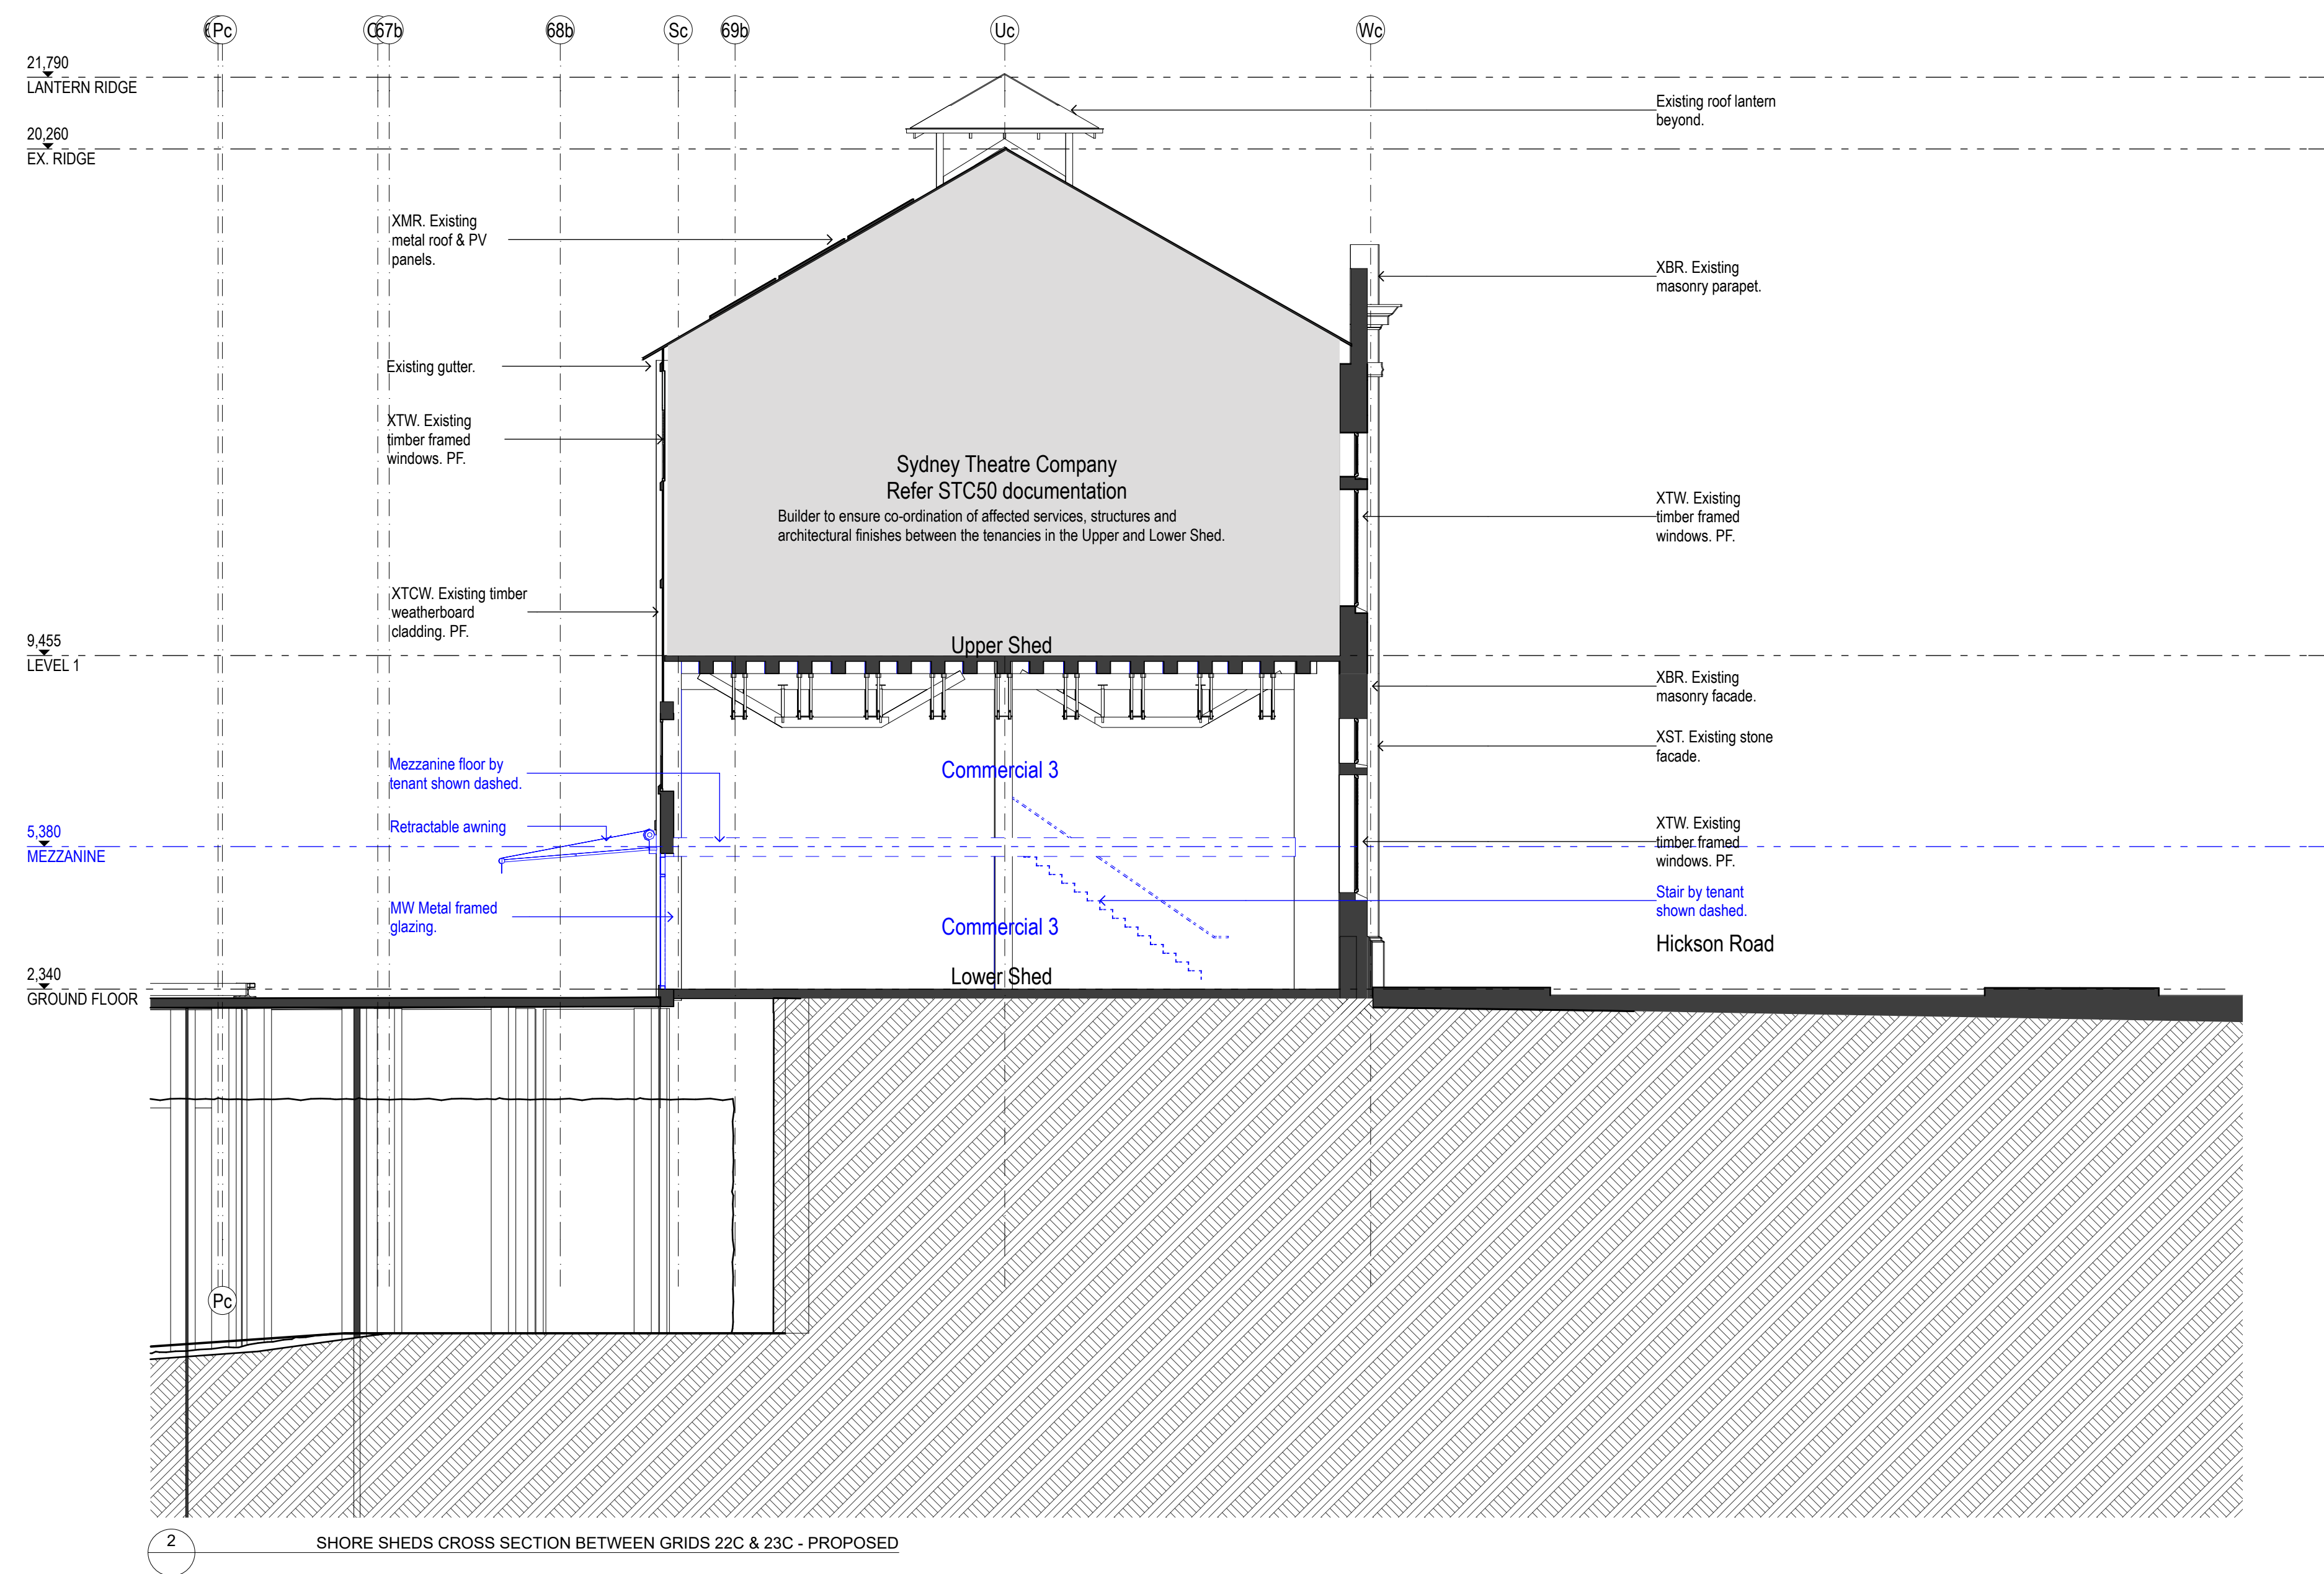 Pc
67b
68b
Sc
69b
Uc
Wc
21,790
LANTERN RIDGE
20,260
EX. RIDGE
Existing roof lantern
beyond.
XMR. Existing
metal roof & PV
panels.
XBR. Existing
masonry parapet.
Existing gutter.
XTW. Existing
timber framed
windows. PF.
Sydney Theatre Company
Refer STC50 documentation
Builder to ensure co-ordination of affected services, structures and
architectural finishes between the tenancies in the Upper and Lower Shed.
XTW. Existing
timber framed
windows. PF.
XTCW. Existing timber
weatherboard
cladding. PF.
9,455
LEVEL 1
Upper Shed
XBR. Existing
masonry facade.
XST. Existing stone
facade.
Mezzanine floor by
tenant shown dashed.
Commercial 3
Retractable awning
5,380
MEZZANINE
XTW. Existing
timber framed
windows. PF.
Stair by tenant
shown dashed.
MW Metal framed
glazing.
Commercial 3
Hickson Road
2,340
GROUND FLOOR
Lower Shed
Pc
2
SHORE SHEDS CROSS SECTION BETWEEN GRIDS 22C & 23C - PROPOSED